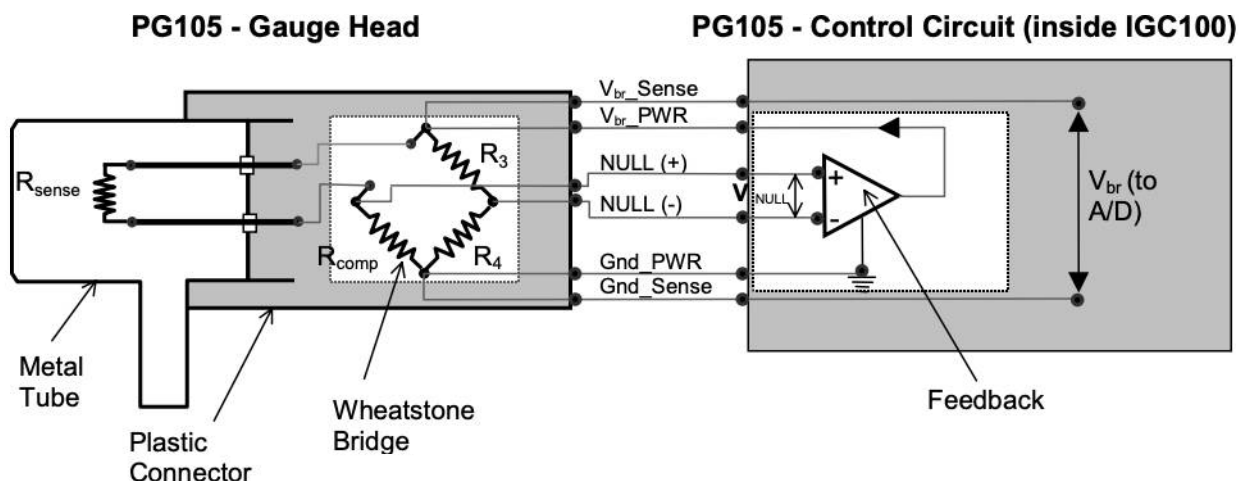 PG105 - Gauge Head
PG105 - Control Circuit (inside IGC100)
Vbr_Sense
Vbr_PWR
NULL (+)
NULL (-)
Gnd_PWR
Gnd_Sense
Rsense
R3
Rcomp
R4
V
NULL
+
-
Vbr (to
A/D)
Metal
Tube
Plastic
Connector
Wheatstone
Bridge
Feedback